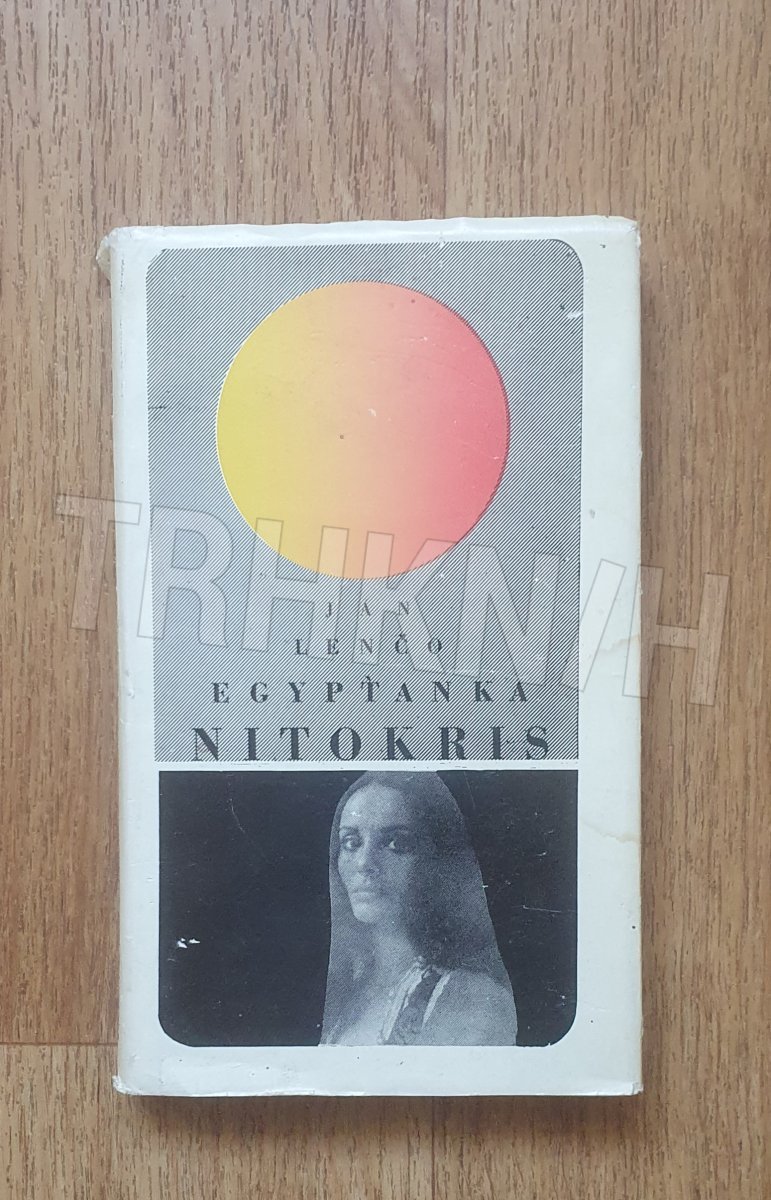 JAN
LENČO
EGYPŤANKA
NITOKRIS
TRHKNIH